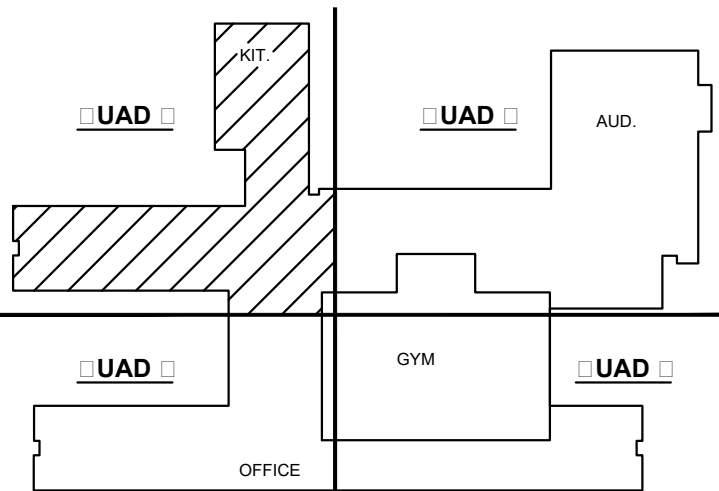 KIT.
□UAD □
□UAD □
AUD.
□UAD □
GYM
□UAD □
OFFICE